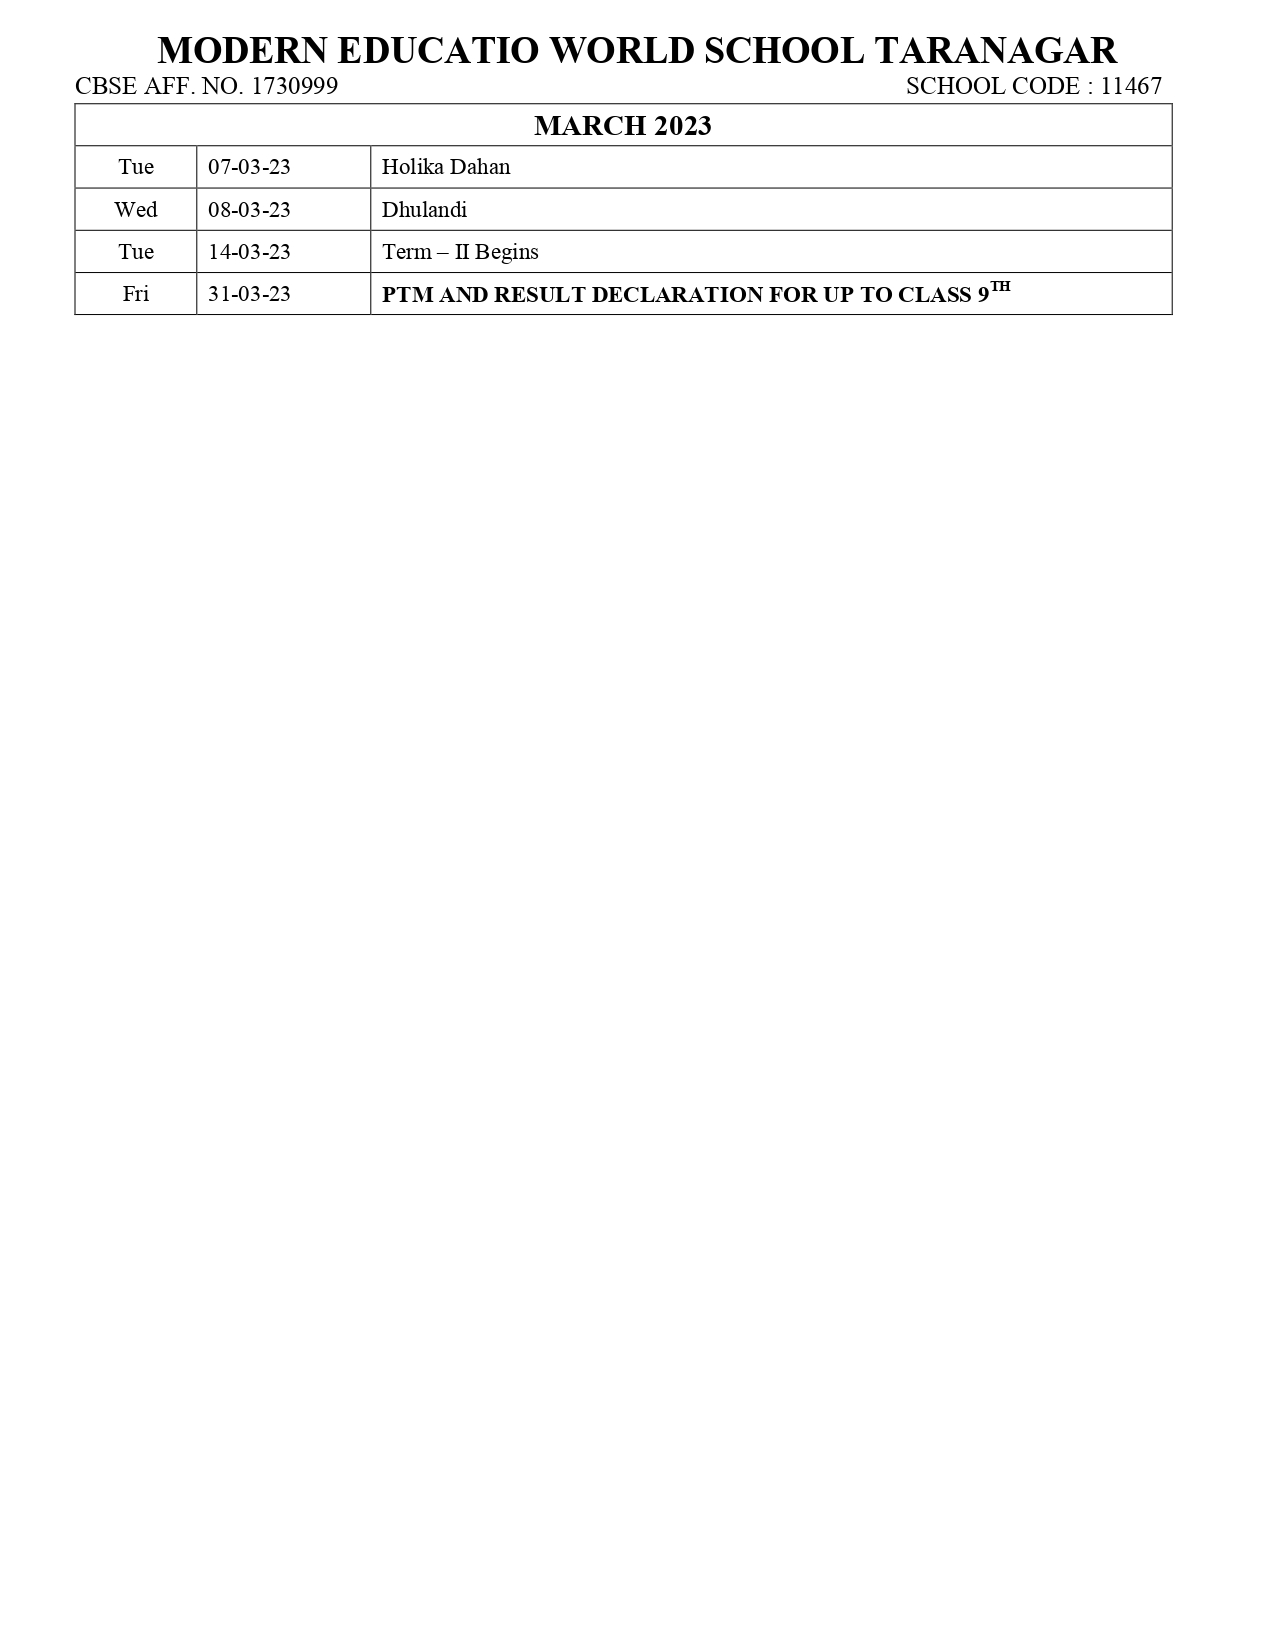 MODERN EDUCATIO WORLD SCHOOL TARANAGAR
CBSE AFF. NO. 1730999 SCHOOL CODE : 11467
MARCH 2023
Tue 07-03-23 Holika Dahan
Wed 08-03-23 Dhulandi
Tue 14-03-23 Term – II Begins
Fri 31-03-23 PTM AND RESULT DECLARATION FOR UP TO CLASS 9TH